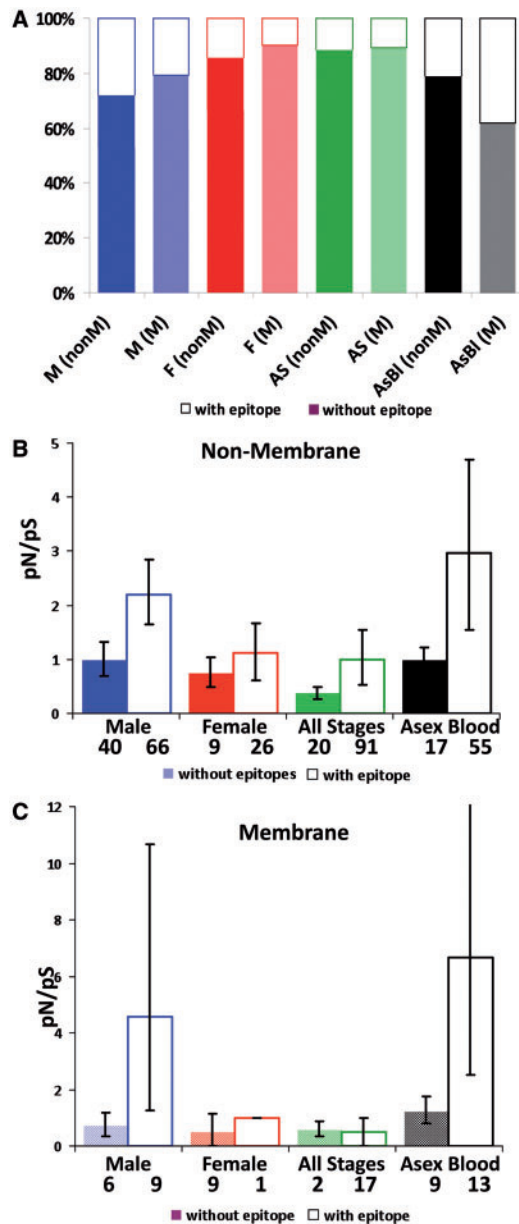 A
100%
80%
60%
40%
20%
0%
M (nonM)
M (M)
F (nonM)
F (M)
AS (nonM)
AS (M)
AsBl (nonM)
AsBl (M)
with epitope without epitope
B
Non-Membrane
pN/pS
5
4
3
2
1
0
Male Female All Stages Asex Blood
40 66 9 26 20 91 17 55
without epitopes with epitope
C
Membrane
pN/pS
12
10
8
6
4
2
0
Male Female All Stages Asex Blood
6 9 9 1 2 17 9 13
without epitope with epitope